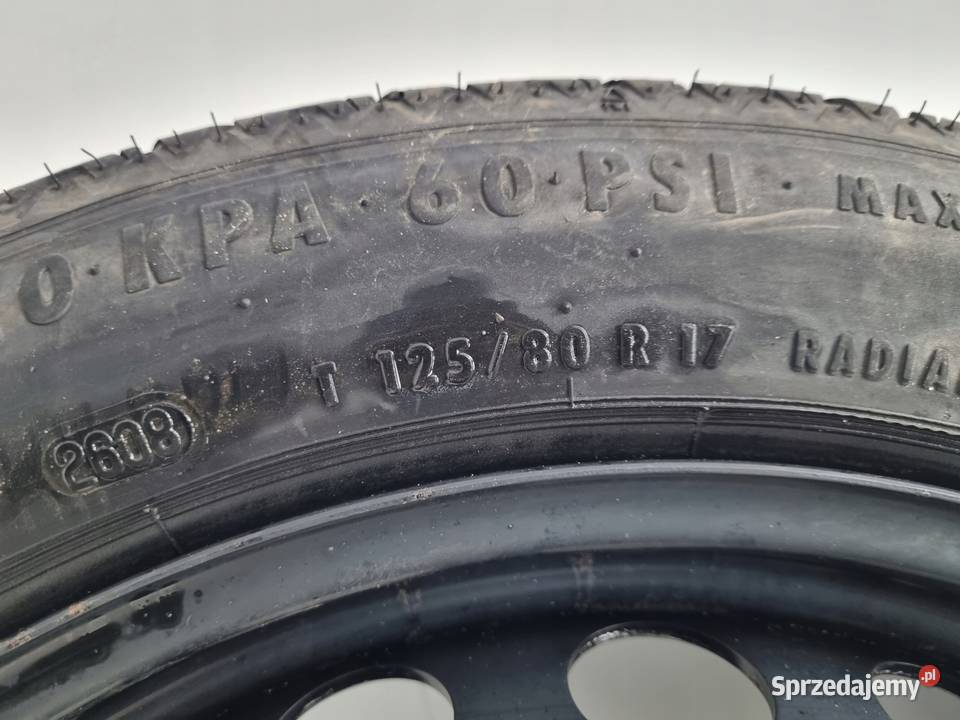 0 · KPA · 60 · PSI · MAX
T 125/80 R 17 RADIA
2608
Sprzedajemy.pl